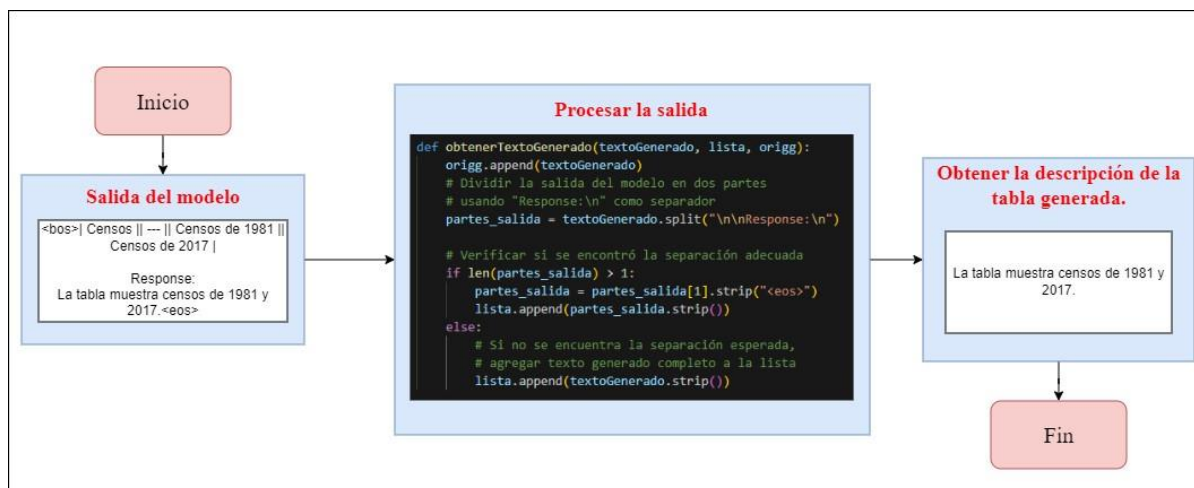 Inicio
Salida del modelo
<bos>| Censos || --- || Censos de 1981 ||
Censos de 2017 |
Response:
La tabla muestra censos de 1981 y
2017.<eos>
Procesar la salida
def obtenerTextoGenerado(textoGenerado, lista, origg):
    origg.append(textoGenerado)
    # Dividir la salida del modelo en dos partes
    # usando "Response:\n" como separador
    partes_salida = textoGenerado.split("\n\nResponse:\n")
    # Verificar si se encontró la separación adecuada
    if len(partes_salida) > 1:
        partes_salida = partes_salida[1].strip("<eos>")
        lista.append(partes_salida.strip())
    else:
        # Si no se encuentra la separación esperada,
        # agregar texto generado completo a la lista
        lista.append(textoGenerado.strip())
Obtener la descripción de la
tabla generada.
La tabla muestra censos de 1981 y
2017.
Fin